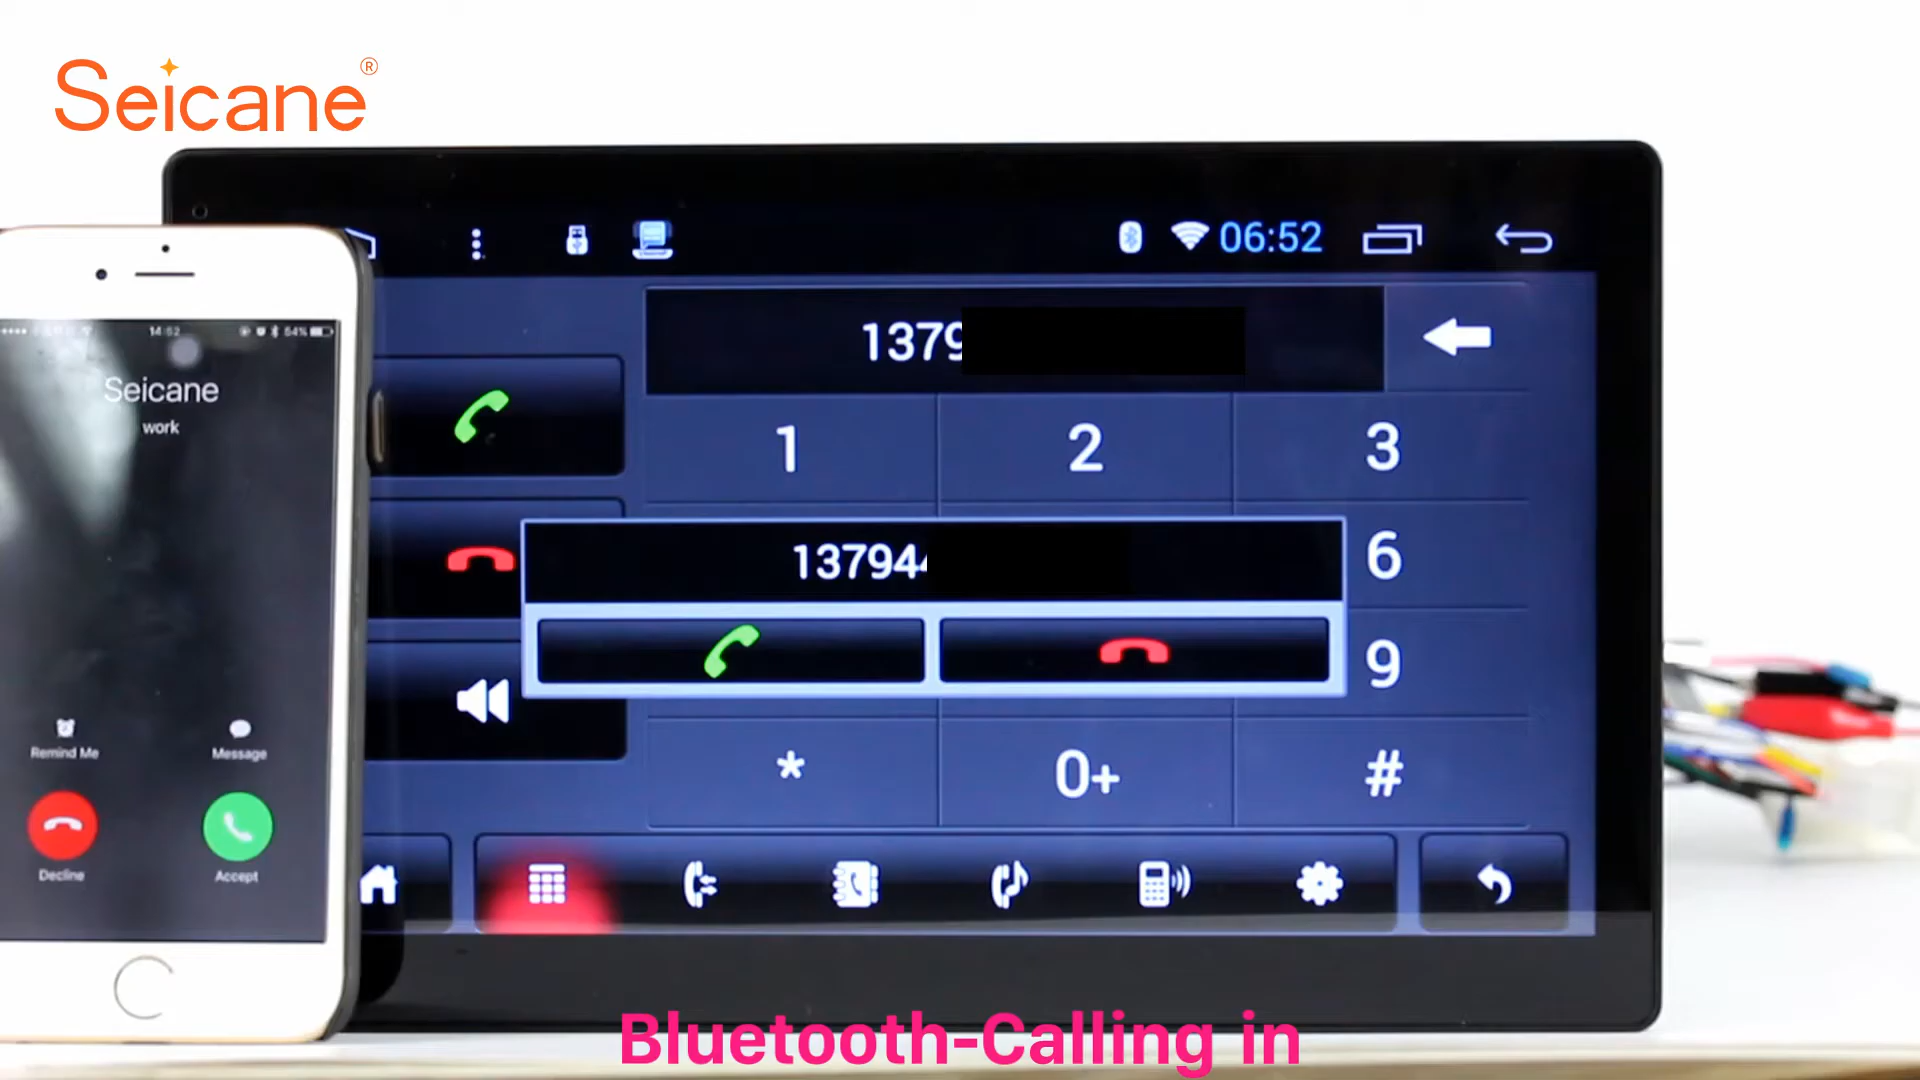 Seicane®
06:52
14:52
54%
Seicane
work
Remind Me
Message
Decline
Accept
1379
1
2
3
13794
6
9
*
0+
#
Bluetooth-Calling in